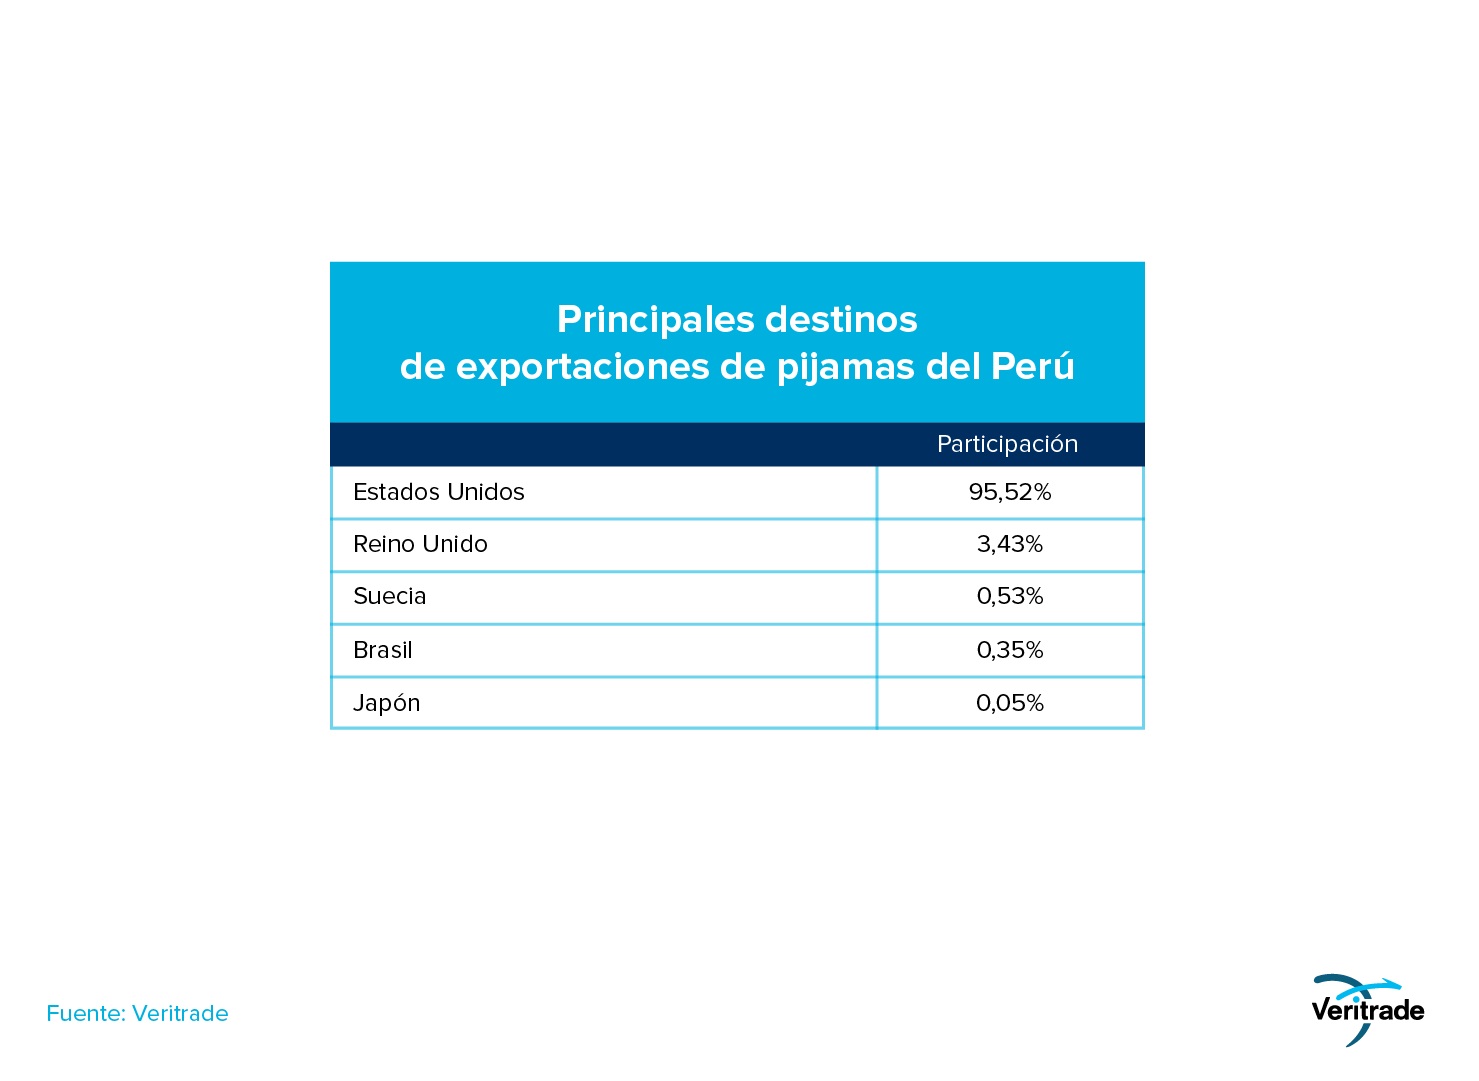 Principales destinos
de exportaciones de pijamas del Perú
Participación
Estados Unidos 95,52%
Reino Unido 3,43%
Suecia 0,53%
Brasil 0,35%
Japón 0,05%
Fuente: Veritrade
Veritrade